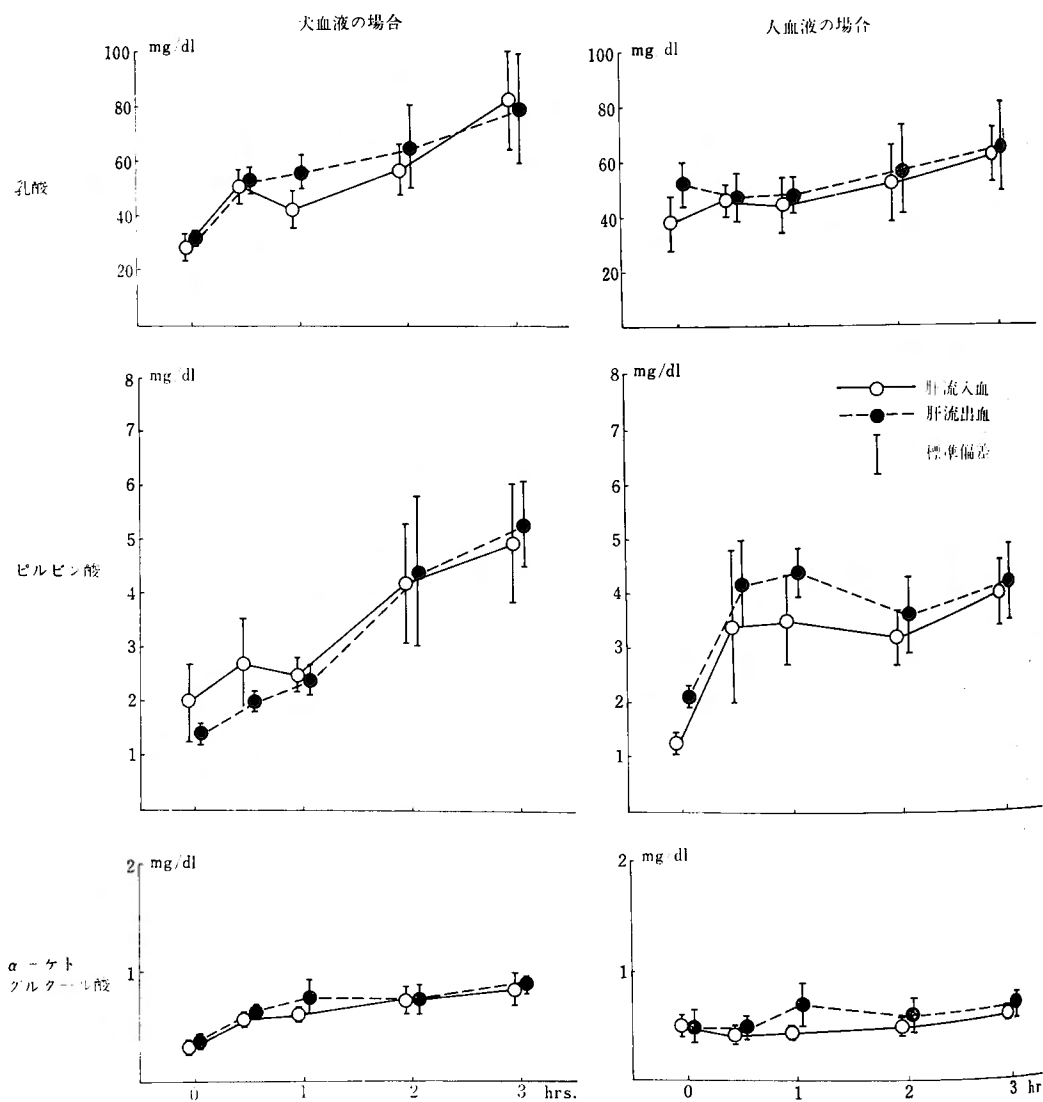 犬血液の場合
人血液の場合
mg/dl
mg dl
100
80
60
40
20
100
80
60
40
20
乳酸
mg/dl
mg/dl
8
7
6
5
4
3
2
1
8
7
6
5
4
3
2
1
肝流入血
肝流出血
標準偏差
ピルビン酸
mg/dl
mg/dl
2
1
2
1
α-ケト
グルタール酸
0 1 2 3 hrs.
0 1 2 3 hr